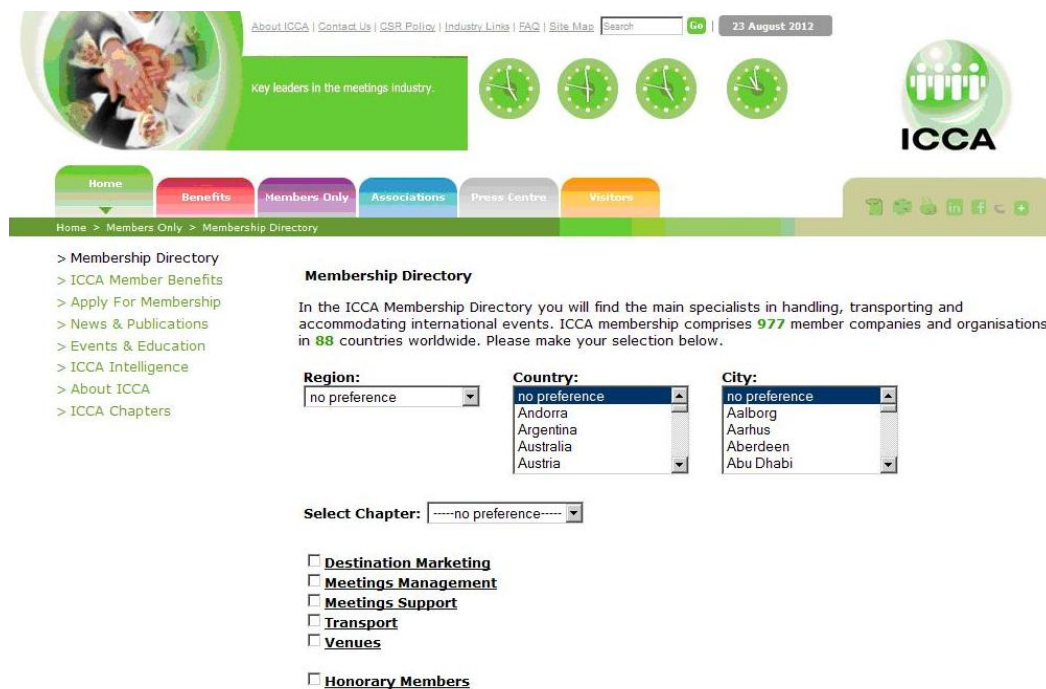 About ICCA | Contact Us | CSR Policy | Industry Links | FAQ | Site Map Search Go | 23 August 2012
Key leaders in the meetings industry.
ICCA
Home Benefits Members Only Associations Press Centre Visitors
Home > Members Only > Membership Directory
> Membership Directory
> ICCA Member Benefits
> Apply For Membership
> News & Publications
> Events & Education
> ICCA Intelligence
> About ICCA
> ICCA Chapters
Membership Directory
In the ICCA Membership Directory you will find the main specialists in handling, transporting and
accommodating international events. ICCA membership comprises 977 member companies and organisations
in 88 countries worldwide. Please make your selection below.
Region: Country: City:
no preference no preference no preference
Andorra Aalborg
Argentina Aarhus
Australia Aberdeen
Austria Abu Dhabi
Select Chapter: -----no preference-----
Destination Marketing
Meetings Management
Meetings Support
Transport
Venues
Honorary Members